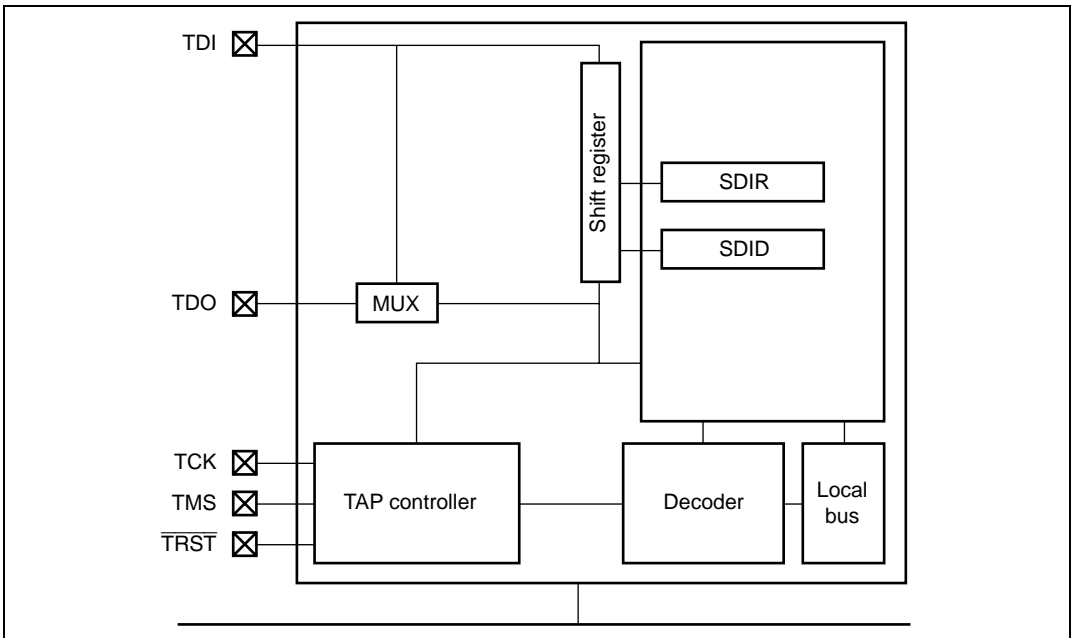 TDI
Shift register
SDIR
SDID
TDO
MUX
TCK
TMS
TRST
TAP controller
Decoder
Local
bus